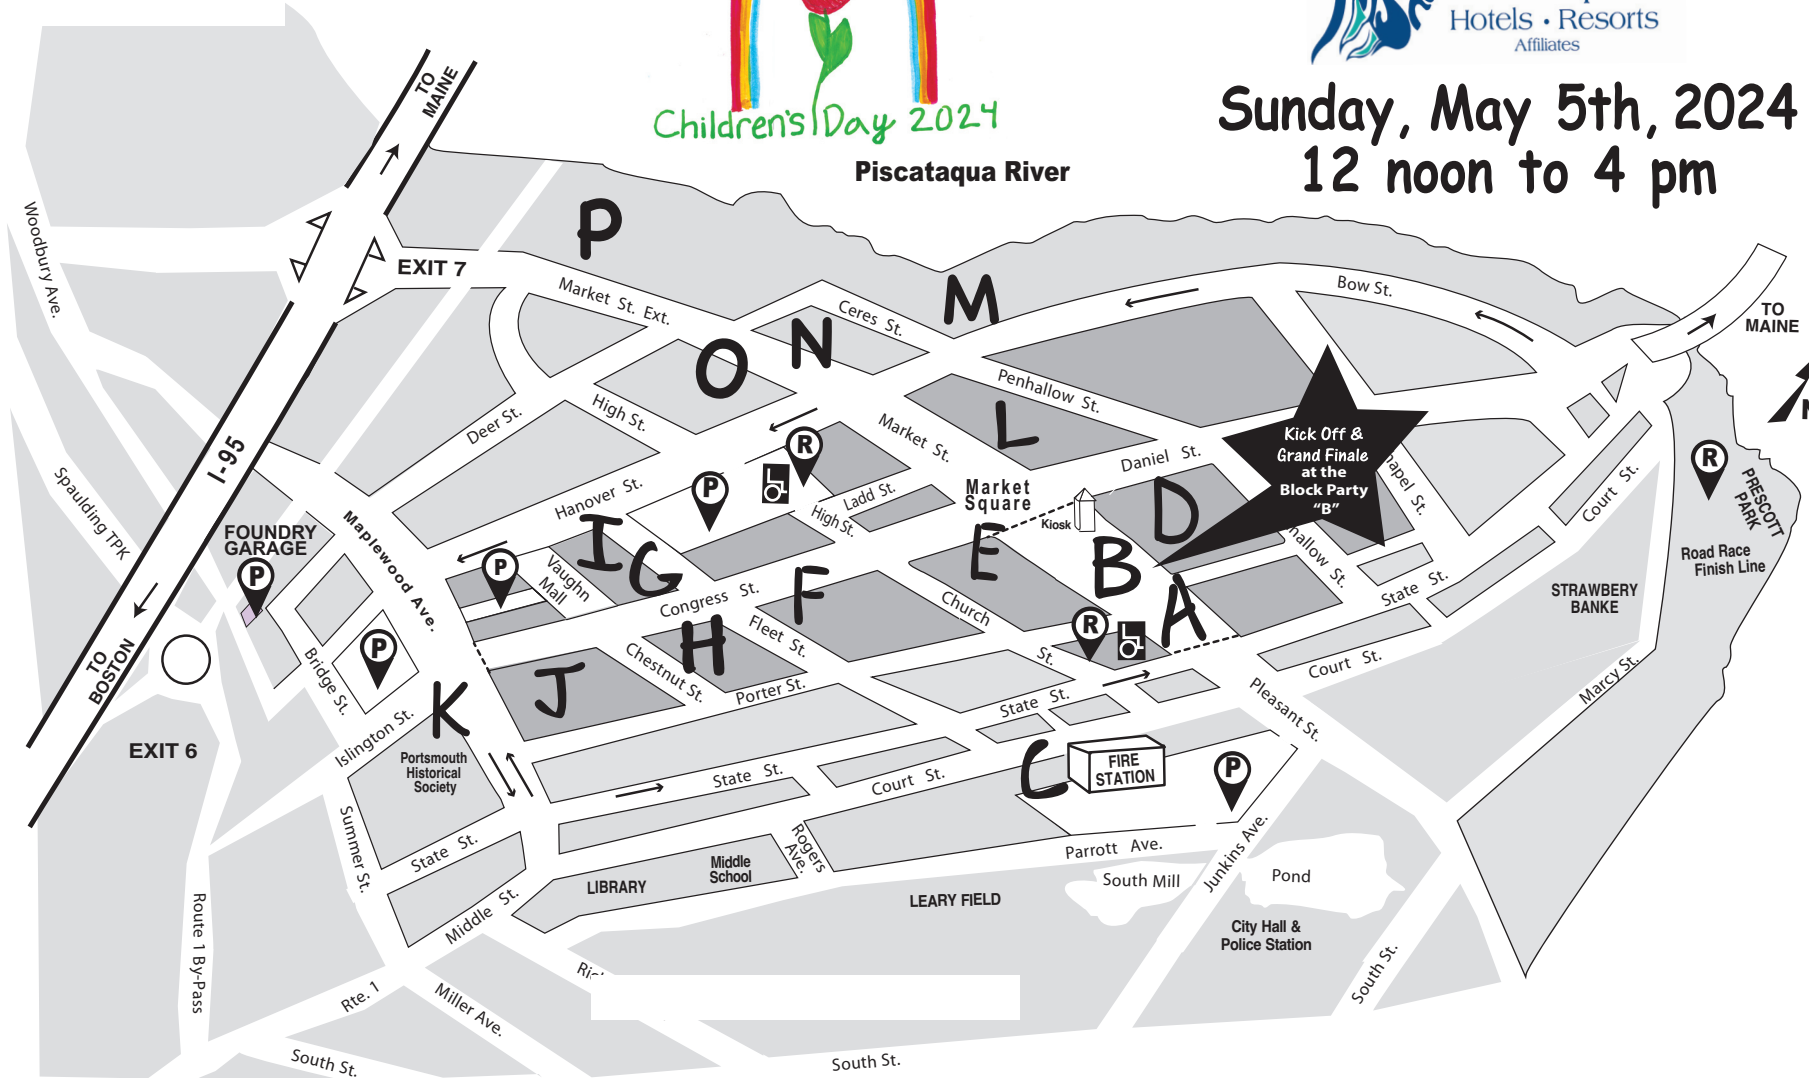 Hotels • Resorts
Affiliates
Children's Day 2024
Sunday, May 5th, 2024
12 noon to 4 pm
Piscataqua River
TO
MAINE
Woodbury Ave.
P
EXIT 7
Market St. Ext.
Ceres St.
M
Bow St.
TO
MAINE
N
O
N
Penhallow St.
High St.
Deer St.
Market St.
L
Daniel St.
Kick Off &
Grand Finale
at the
Block Party
“B”
I-95
R
P
Hanover St.
Ladd St.
High St.
Market
Square
Kiosk
D
Court St.
R
PRESCOTT
PARK
Road Race
Finish Line
Spaulding TPK
FOUNDRY
GARAGE
P
Maplewood Ave.
P
Vaughn
Mall
I
G
Congress St.
F
E
B
A
State St.
STRAWBERY
BANKE
Church
St.
R
Fleet St.
H
Chestnut St.
Porter St.
J
K
P
Bridge St.
Islington St.
TO
BOSTON
EXIT 6
Portsmouth
Historical
Society
State St.
Court St.
Pleasant St.
Marcy St.
C
FIRE
STATION
P
State St.
Court St.
Summer St.
State St.
Rogers
Ave.
Parrott Ave.
Junkins Ave.
Middle
School
LIBRARY
LEARY FIELD
South Mill
Pond
City Hall &
Police Station
Middle St.
Route 1 By-Pass
Rte. 1
Miller Ave.
South St.
South St.
South St.